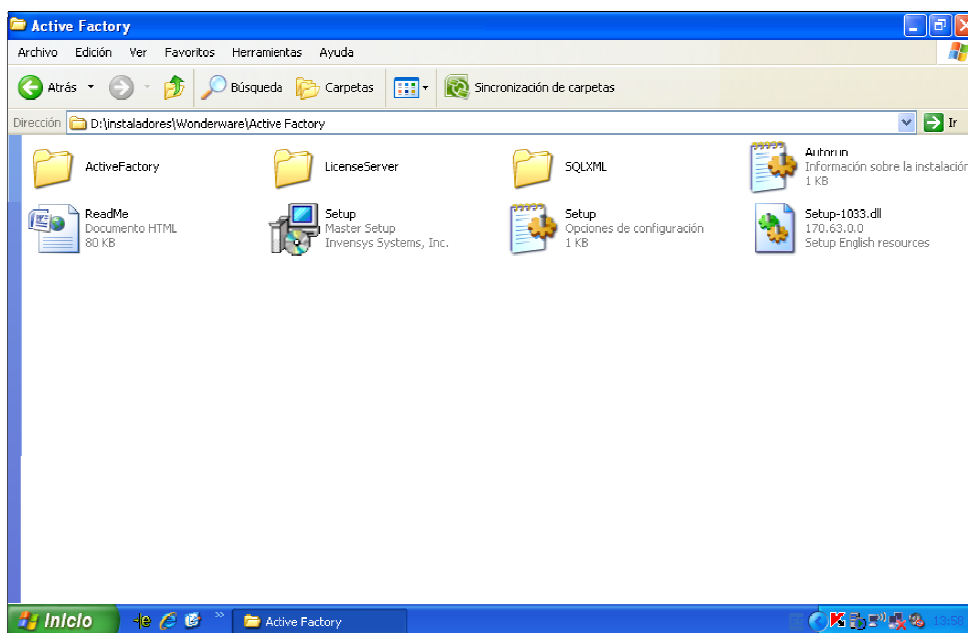 Active Factory
Archivo Edición Ver Favoritos Herramientas Ayuda
Atrás Búsqueda Carpetas Sincronización de carpetas
Dirección D:\instaladores\Wonderware\Active Factory Ir
ActiveFactory
LicenseServer
SQLXML
Autorun
Información sobre la instalación
1 KB
ReadMe
Documento HTML
80 KB
Setup
Master Setup
Invensys Systems, Inc.
Setup
Opciones de configuración
1 KB
Setup-1033.dll
170.63.0.0
Setup English resources
Inicio Active Factory 13:58